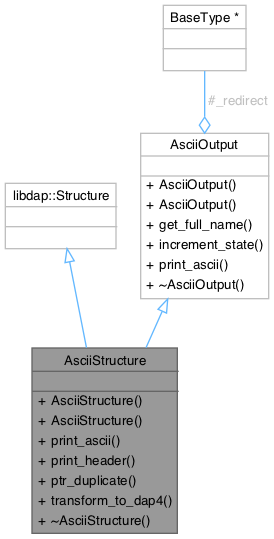 BaseType *
#_redirect
AsciiOutput
+ AsciiOutput()
+ AsciiOutput()
+ get_full_name()
+ increment_state()
+ print_ascii()
+ ~AsciiOutput()
libdap::Structure
AsciiStructure
+ AsciiStructure()
+ AsciiStructure()
+ print_ascii()
+ print_header()
+ ptr_duplicate()
+ transform_to_dap4()
+ ~AsciiStructure()